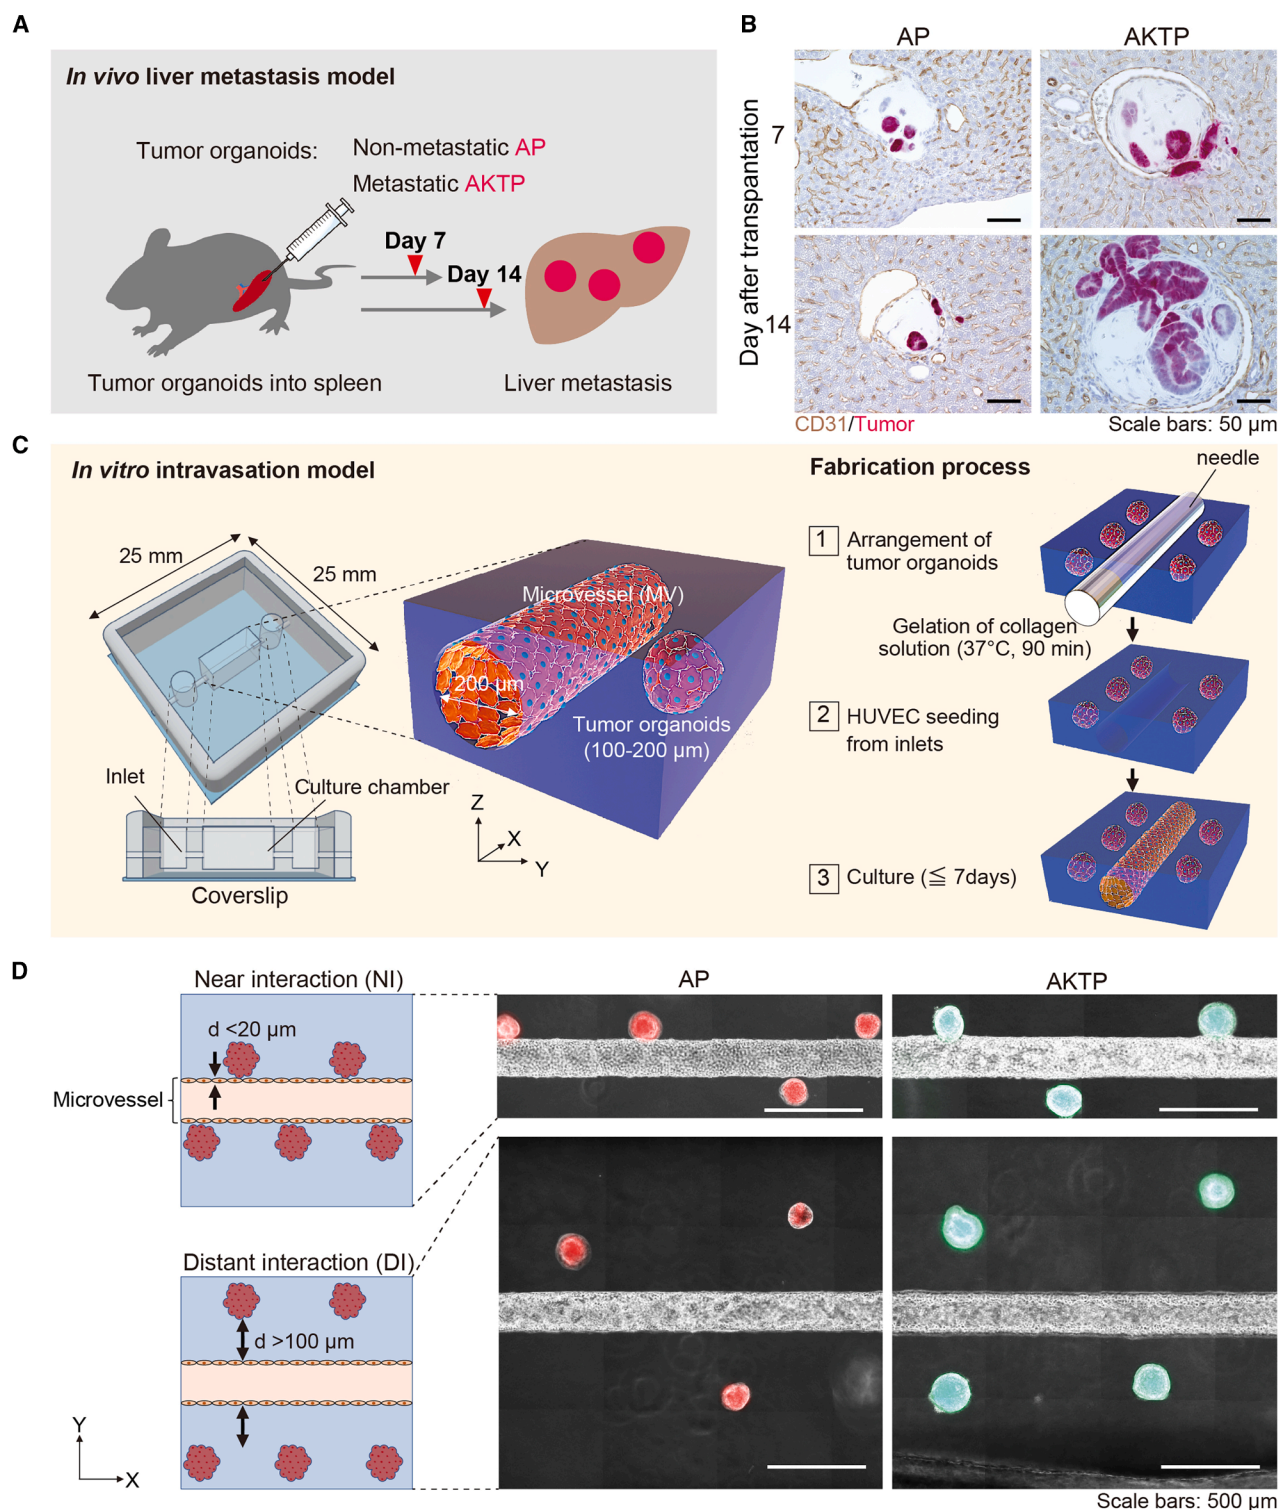 A
In vivo liver metastasis model
Tumor organoids:
Non-metastatic AP
Metastatic AKTP
Day 7
Day 14
Tumor organoids into spleen
Liver metastasis
B
AP
AKTP
Day after transpantation
7
14
CD31/Tumor
Scale bars: 50 μm
C
In vitro intravasation model
25 mm
25 mm
Microvessel (MV)
200 μm
Tumor organoids
(100-200 μm)
Inlet
Culture chamber
Coverslip
Z
X
Y
Fabrication process
needle
1 Arrangement of
tumor organoids
Gelation of collagen
solution (37°C, 90 min)
2 HUVEC seeding
from inlets
3 Culture (≦ 7days)
D
Near interaction (NI)
d <20 μm
Microvessel
Distant interaction (DI)
d >100 μm
Y
X
AP
AKTP
Scale bars: 500 μm